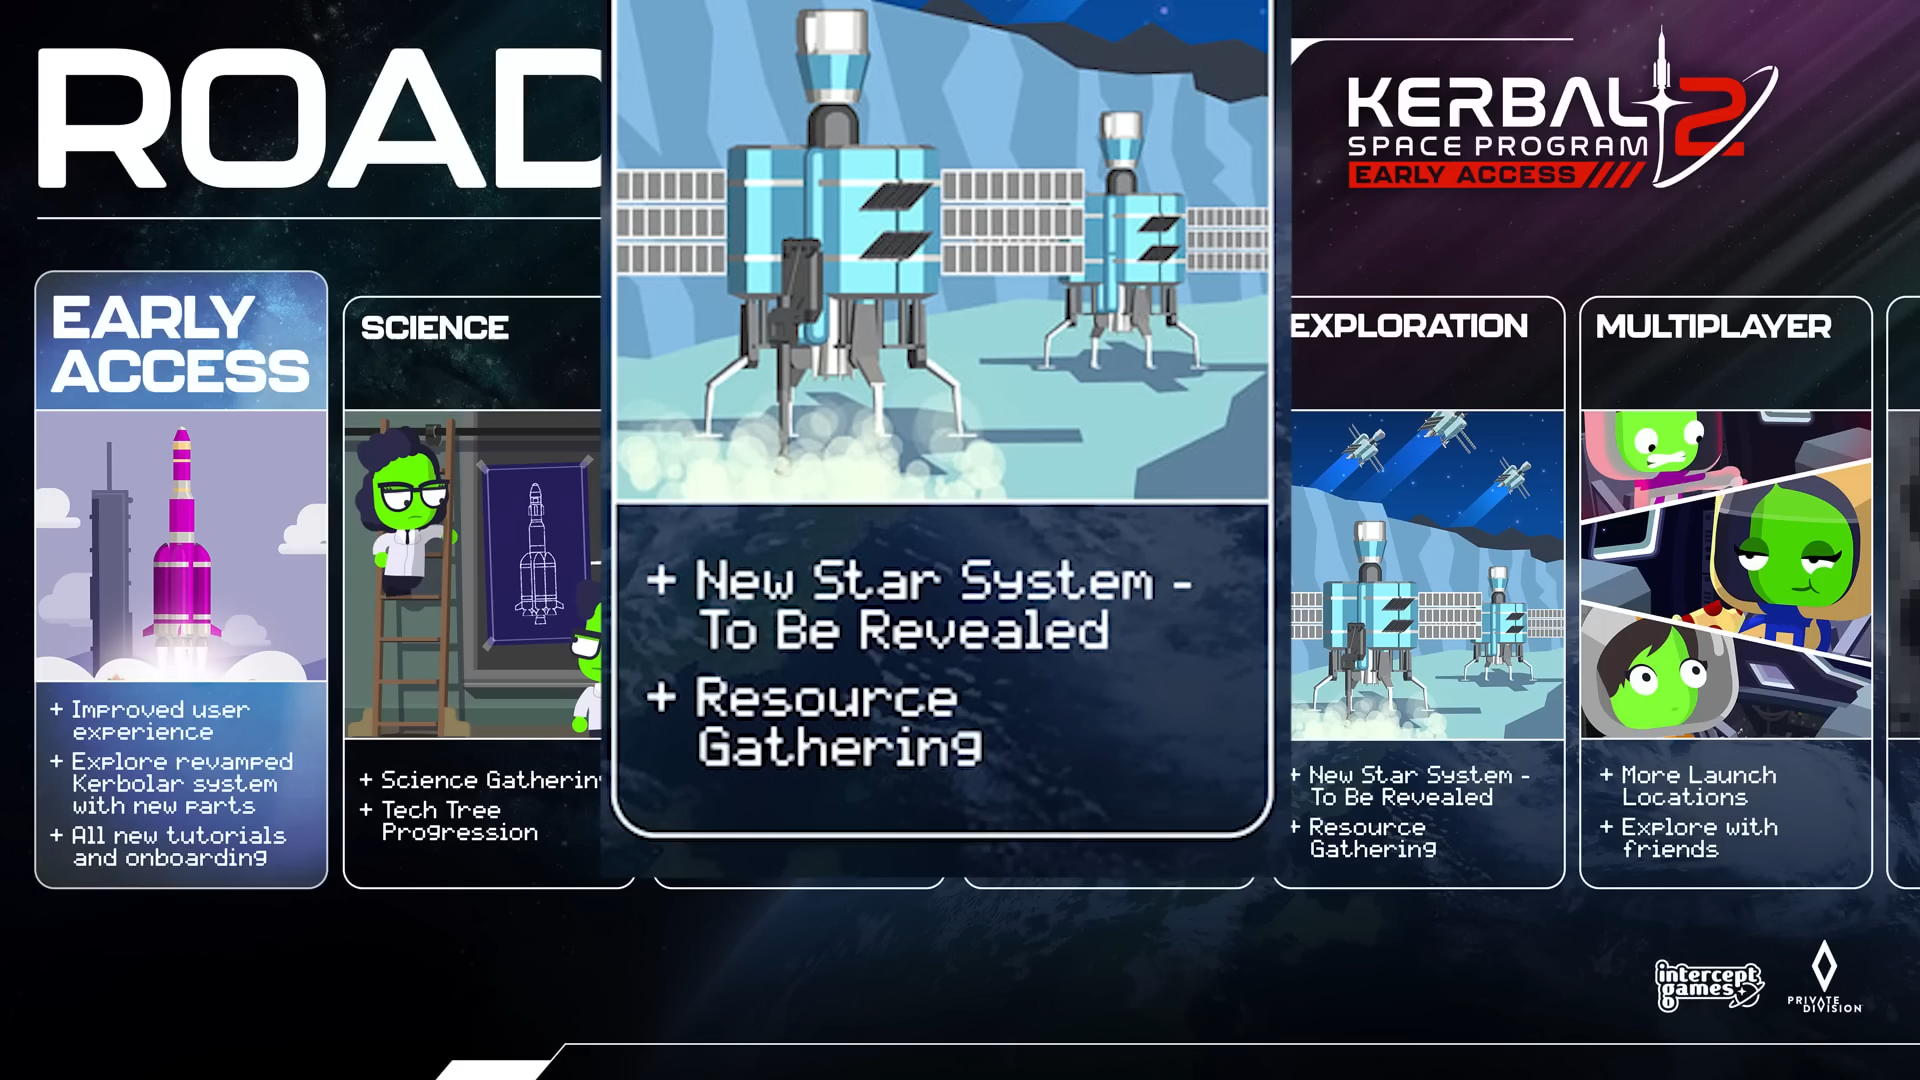 ROAD
KERBAL
SPACE PROGRAM 2
EARLY ACCESS
EARLY
ACCESS
+ Improved user
experience
+ Explore revamped
Kerbolar system
with new parts
+ All new tutorials
and onboarding
SCIENCE
+ Science Gatherin
+ Tech Tree
Progression
+ New Star System -
To Be Revealed
+ Resource
Gathering
EXPLORATION
+ New Star System -
To Be Revealed
+ Resource
Gathering
MULTIPLAYER
+ More Launch
Locations
+ Explore with
friends
intercept
games
PRIVATE
DIVISION